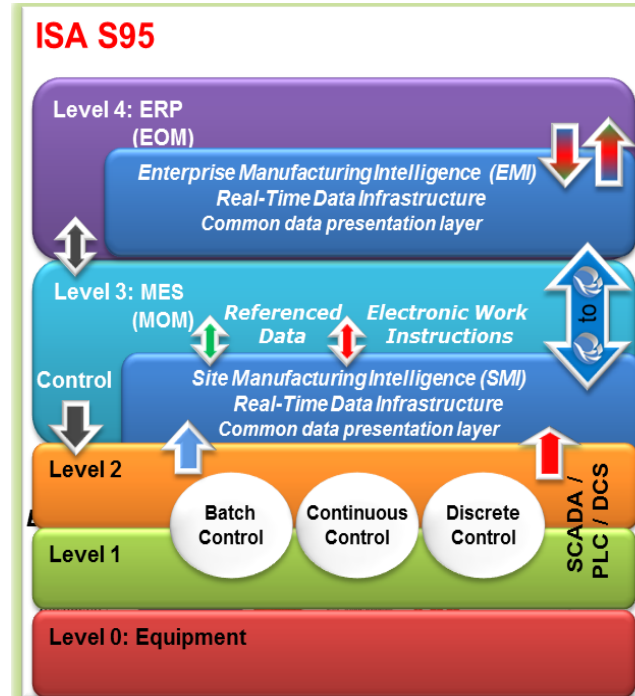 ISA S95
Level 4: ERP
(EOM)
Enterprise Manufacturing Intelligence (EMI)
Real-Time Data Infrastructure
Common data presentation layer
Level 3: MES
(MOM)
Referenced
Data
Electronic Work
Instructions
to
Control
Site Manufacturing Intelligence (SMI)
Real-Time Data Infrastructure
Common data presentation layer
Level 2
Batch
Control
Continuous
Control
Discrete
Control
SCADA /
PLC / DCS
Level 1
Level 0: Equipment